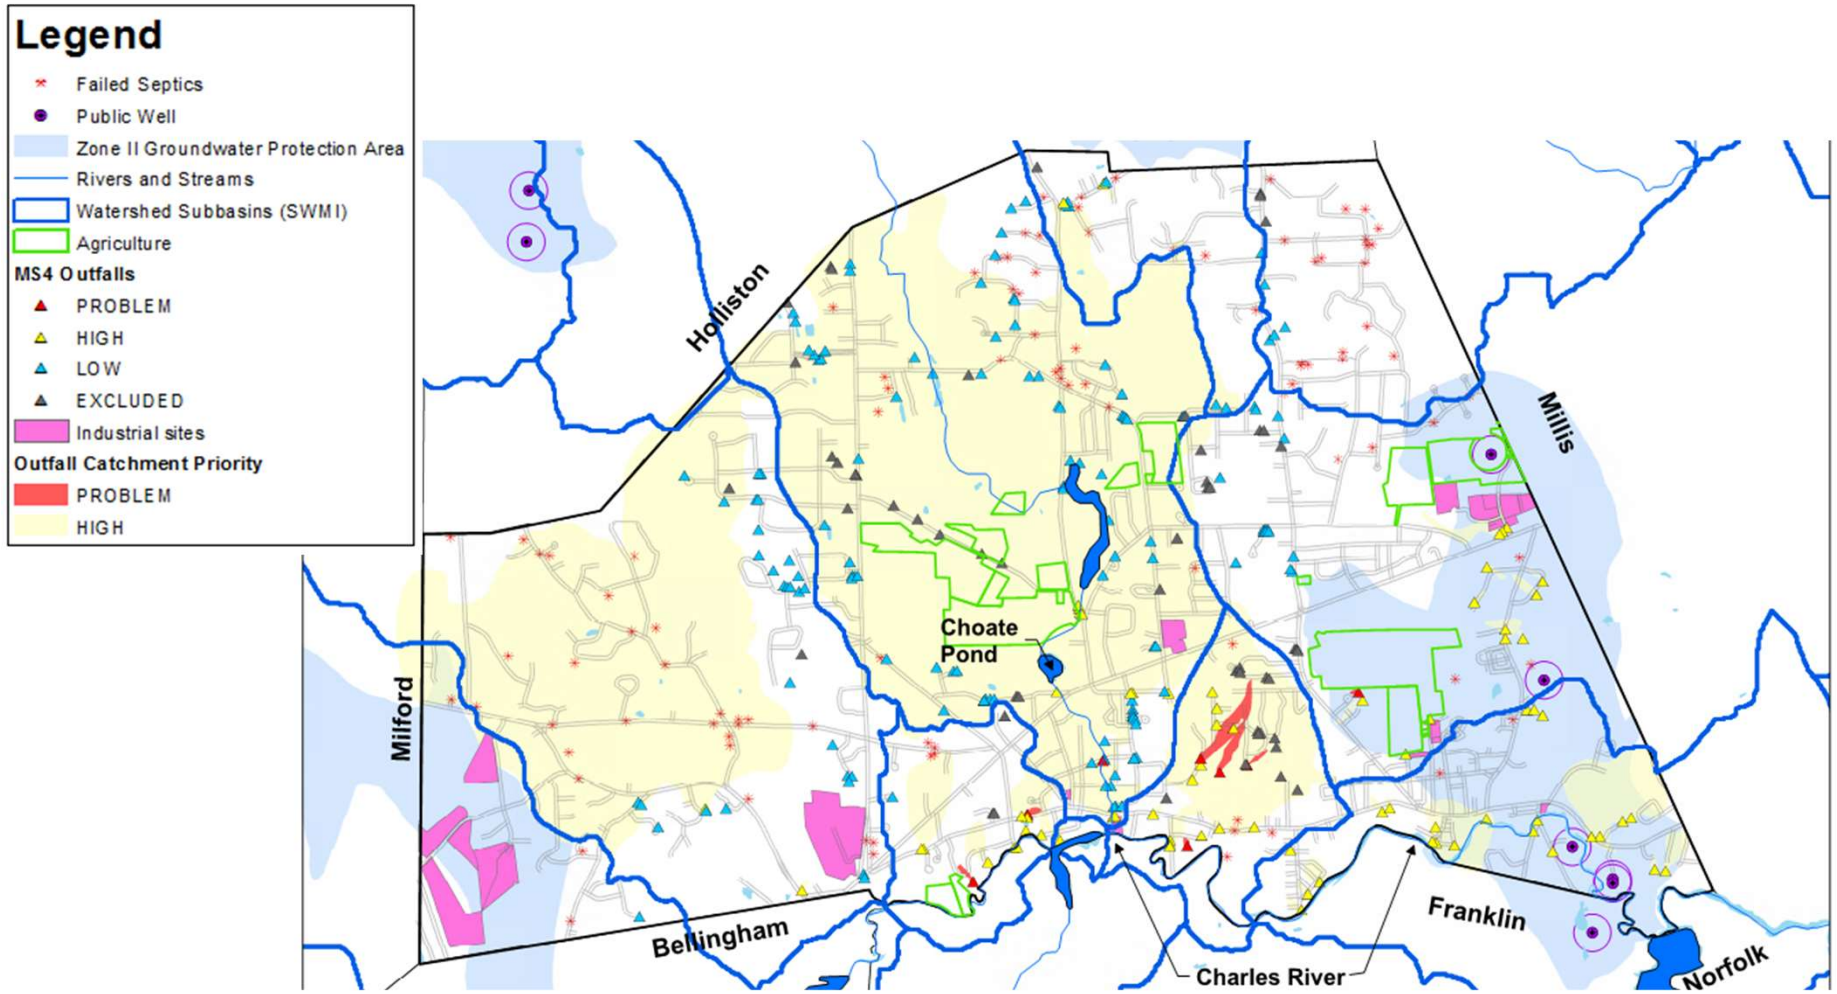 Legend
Failed Septics
Public Well
Zone II Groundwater Protection Area
Rivers and Streams
Watershed Subbasins (SWMI)
Agriculture
MS4 Outfalls
PROBLEM
HIGH
LOW
EXCLUDED
Industrial sites
Outfall Catchment Priority
PROBLEM
HIGH
Holliston
Millis
Choate
Pond
Milford
Bellingham
Franklin
Charles River
Norfolk